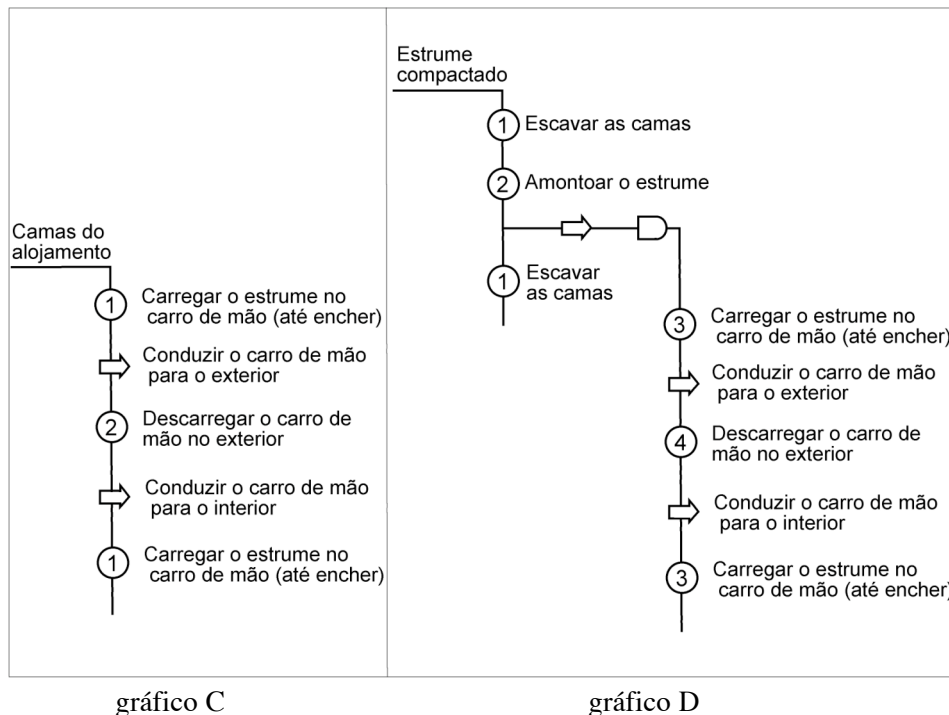 Camas do
alojamento
1
Carregar o estrume no
carro de mão (até encher)
Conduzir o carro de mão
para o exterior
2
Descarregar o carro de
mão no exterior
Conduzir o carro de mão
para o interior
1
Carregar o estrume no
carro de mão (até encher)
Estrume
compactado
1
Escavar as camas
2
Amontoar o estrume
1
Escavar
as camas
3
Carregar o estrume no
carro de mão (até encher)
Conduzir o carro de mão
para o exterior
4
Descarregar o carro de
mão no exterior
Conduzir o carro de mão
para o interior
3
Carregar o estrume no
carro de mão (até encher)
gráfico C
gráfico D